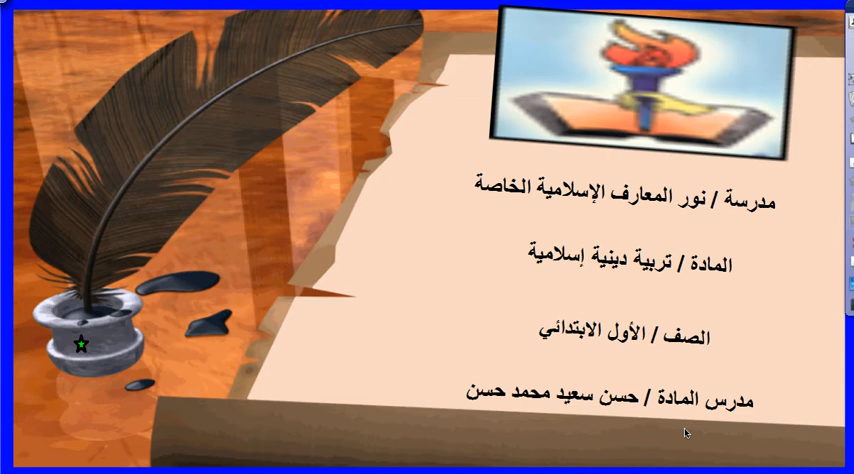 مدرسة / نور المعارف الإسلامية الخاصة
المادة / تربية دينية إسلامية
الصف / الأول الابتدائي
مدرس المادة / حسن سعيد محمد حسن